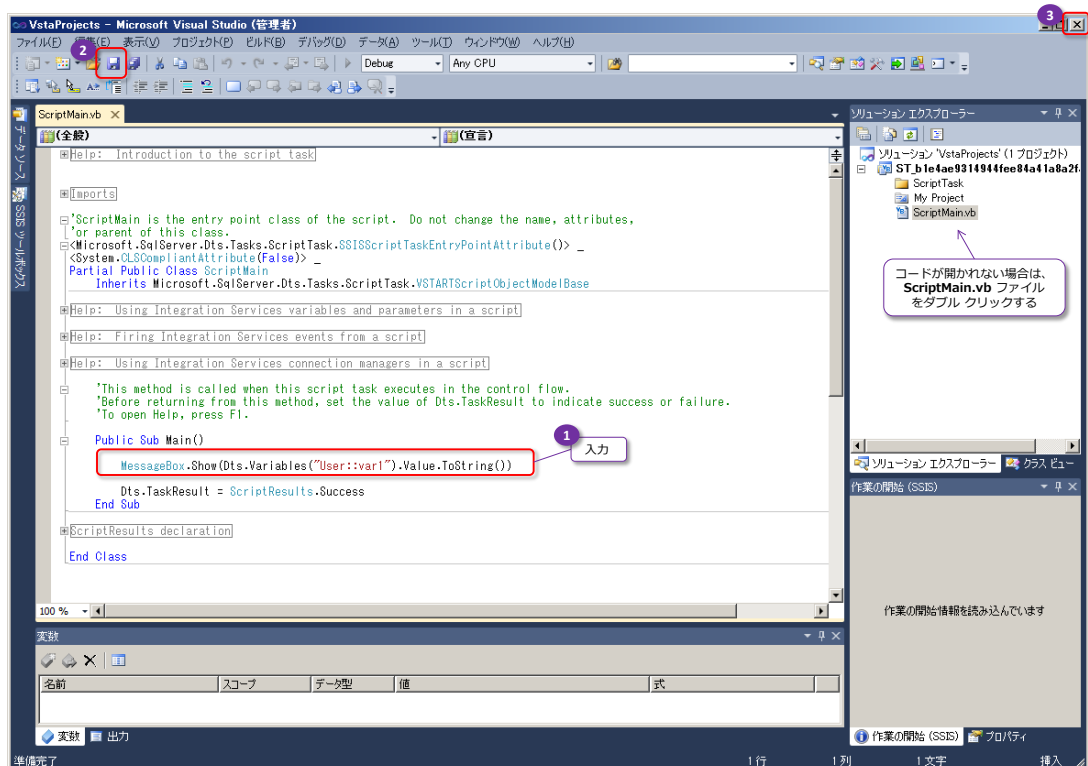 VstaProjects - Microsoft Visual Studio (管理者)
3
ファイル(F) 編集(E) 表示(V) プロジェクト(P) ビルド(B) デバッグ(D) データ(A) ツール(T) ウィンドウ(W) ヘルプ(H)
2
Debug Any CPU
ScriptMain.vb
データ ソース
SSIS ツールボックス
(全般) (宣言)
Help: Introduction to the script task
Imports
'ScriptMain is the entry point class of the script. Do not change the name, attributes,
'or parent of this class.
<Microsoft.SqlServer.Dts.Tasks.ScriptTask.SSISScriptTaskEntryPointAttribute()> _
<System.CLSCompliantAttribute(False)> _
Partial Public Class ScriptMain
Inherits Microsoft.SqlServer.Dts.Tasks.ScriptTask.VSTARTScriptObjectModelBase
Help: Using Integration Services variables and parameters in a script
Help: Firing Integration Services events from a script
Help: Using Integration Services connection managers in a script
'This method is called when this script task executes in the control flow.
'Before returning from this method, set the value of Dts.TaskResult to indicate success or failure.
'To open Help, press F1.
Public Sub Main()
MessageBox.Show(Dts.Variables("User::var1").Value.ToString())
1
入力
Dts.TaskResult = ScriptResults.Success
End Sub
ScriptResults declaration
End Class
100 %
ソリューション エクスプローラー
ソリューション 'VstaProjects' (1 プロジェクト)
ST_b1e4ae9314944fee84a41a8a2f
ScriptTask
My Project
ScriptMain.vb
コードが開かれない場合は、
ScriptMain.vb ファイル
をダブル クリックする
ソリューション エクスプローラー クラス ビュー
作業の開始 (SSIS)
作業の開始情報を読み込んでいます
作業の開始 (SSIS) プロパティ
変数
名前 スコープ データ型 値 式
変数 出力
準備完了 1 行 1 列 1 文字 挿入